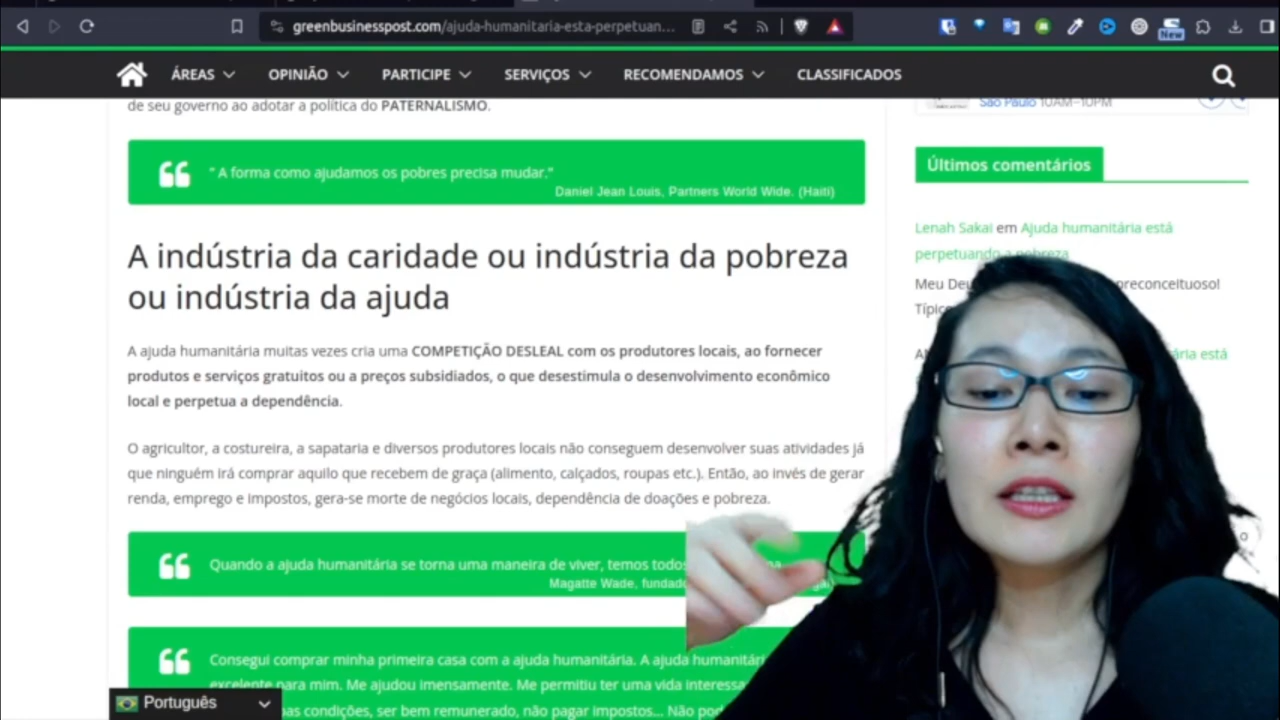 greenbusinesspost.com/ajuda-humanitaria-esta-perpetuan...
New
ÁREAS OPINIÃO PARTICIPE SERVIÇOS RECOMENDAMOS CLASSIFICADOS
de seu governo ao adotar a política do PATERNALISMO.
São Paulo 10AM–10PM
“ A forma como ajudamos os pobres precisa mudar.”
Daniel Jean Louis, Partners World Wide. (Haiti)
Últimos comentários
Lenah Sakai em Ajuda humanitária está
perpetuando a pobreza
Meu preconceituoso!
A indústria da caridade ou indústria da pobreza
ou indústria da ajuda
A ajuda humanitária muitas vezes cria uma COMPETIÇÃO DESLEAL com os produtores locais, ao fornecer
produtos e serviços gratuitos ou a preços subsidiados, o que desestimula o desenvolvimento econômico
local e perpetua a dependência.
está
O agricultor, a costureira, a sapataria e diversos produtores locais não conseguem desenvolver suas atividades já
que ninguém irá comprar aquilo que recebem de graça (alimento, calçados, roupas etc.). Então, ao invés de gerar
renda, emprego e impostos, gera-se morte de negócios locais, dependência de doações e pobreza.
Quando a ajuda humanitária se torna uma maneira de viver, temos todos
Magatte Wade,
Consegui comprar minha primeira casa com a ajuda humanitária. A ajuda
excelente para mim. Me ajudou imensamente. Me permitiu ter uma vida
condições, ser bem remunerado, não pagar impostos... Não
Português